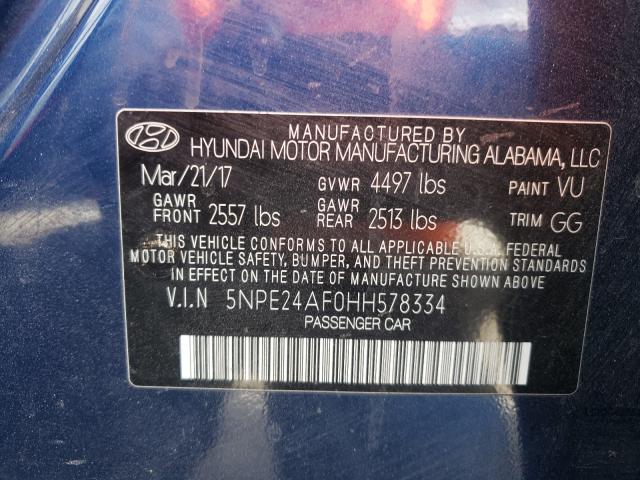 MANUFACTURED BY
HYUNDAI MOTOR MANUFACTURING ALABAMA, LLC
Mar/21/17 GVWR 4497 lbs PAINT VU
GAWR FRONT 2557 lbs GAWR REAR 2513 lbs TRIM GG
THIS VEHICLE CONFORMS TO ALL APPLICABLE U.S.A. FEDERAL
MOTOR VEHICLE SAFETY, BUMPER, AND THEFT PREVENTION STANDARDS
IN EFFECT ON THE DATE OF MANUFACTURE SHOWN ABOVE
V.I.N 5NPE24AF0HH578334
PASSENGER CAR